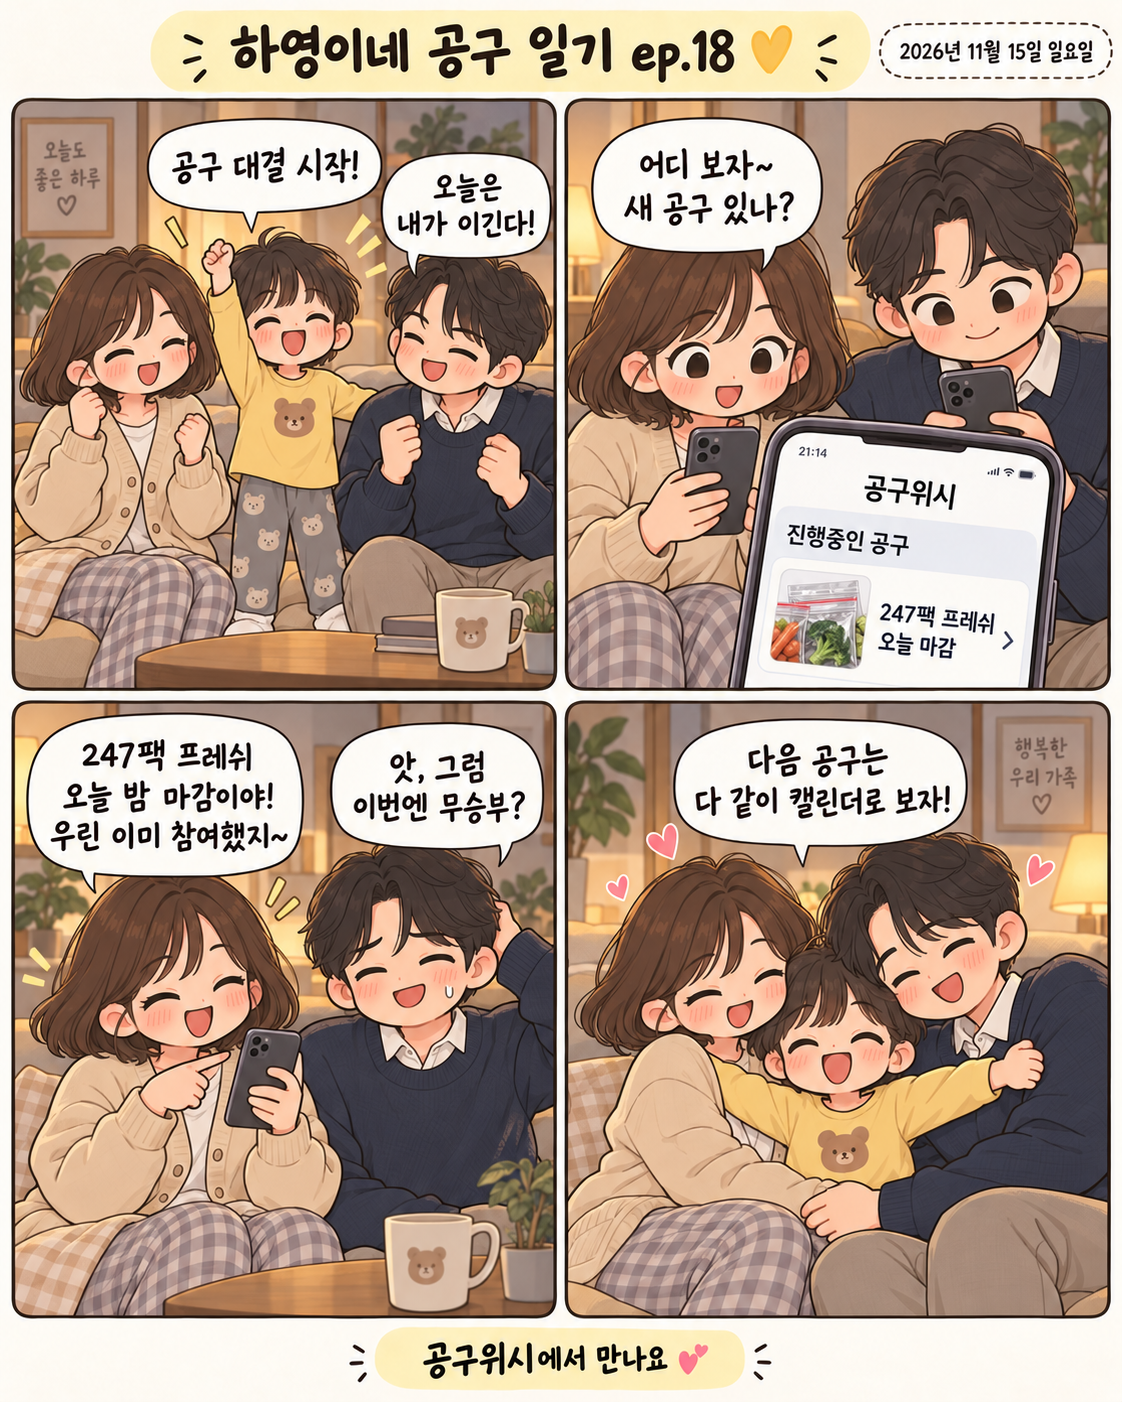 하영이네 공구 일기 ep.18
2026년 11월 15일 일요일
오늘도
좋은 하루
공구 대결 시작!
오늘은
내가 이긴다!
어디 보자~
새 공구 있나?
21:14
공구위시
진행중인 공구
247팩 프레쉬
오늘 마감
247팩 프레쉬
오늘 밤 마감이야!
우린 이미 참여했지~
앗, 그럼
이번엔 무승부?
다음 공구는
다 같이 캘린더로 보자!
행복한
우리 가족
공구위시에서 만나요